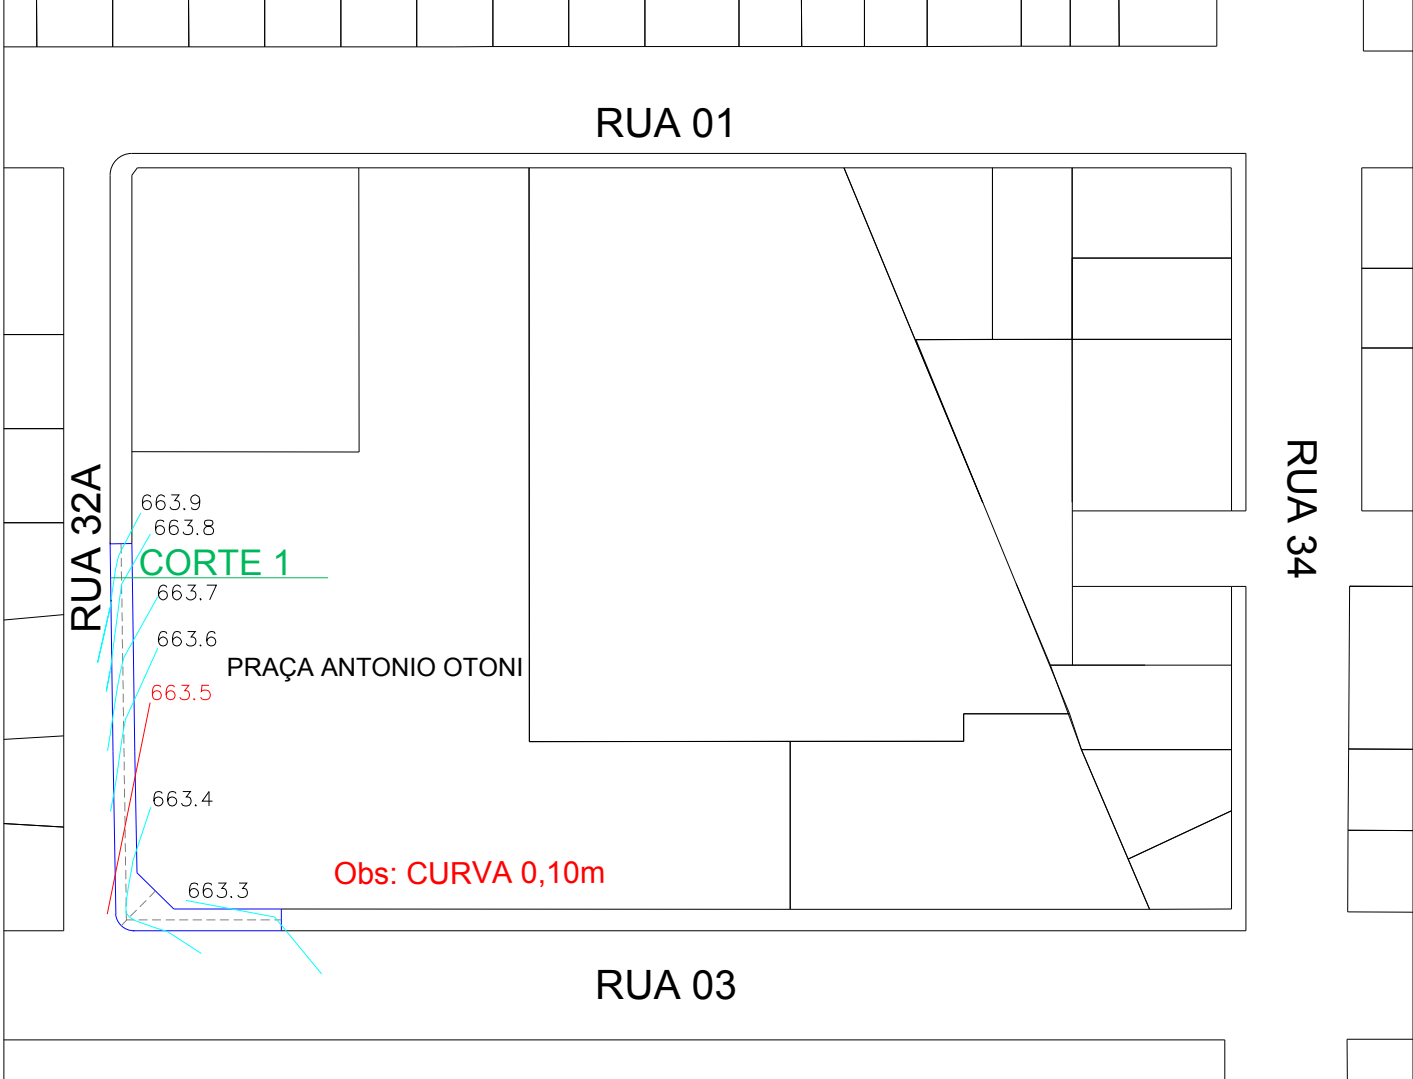 RUA 01
RUA 32A
RUA 34
663.9
663.8
CORTE 1
663.7
663.6
PRAÇA ANTONIO OTONI
663.5
663.4
Obs: CURVA 0,10m
663.3
RUA 03